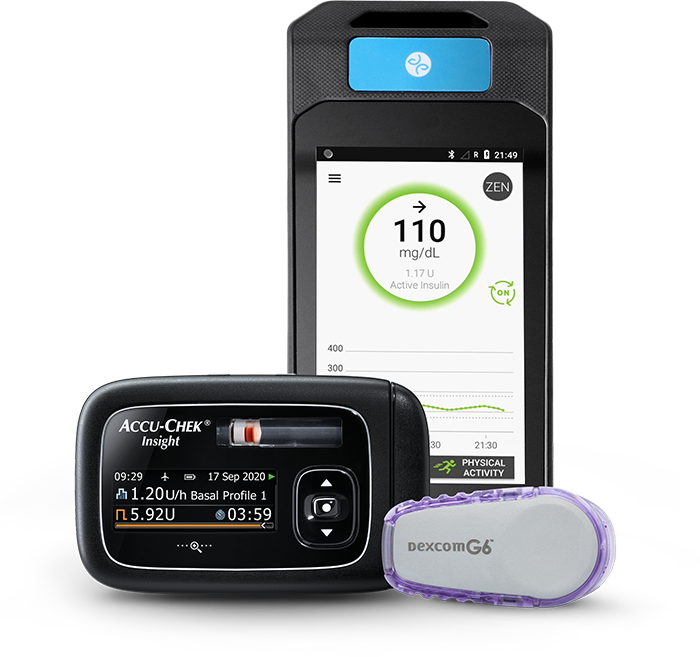 R 21:49
ZEN
110
mg/dL
1.17 U
Active Insulin
ON
400
300
30 21:30
PHYSICAL
ACTIVITY
ACCU-CHEK®
Insight
09:29 17 Sep 2020
1.20U/h Basal Profile 1
5.92U 03:59
DEXCOM G6™